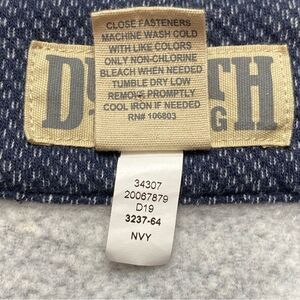 CLOSE FASTENERS
MACHINE WASH COLD
WITH LIKE COLORS
ONLY NON-CHLORINE
BLEACH WHEN NEEDED
TUMBLE DRY LOW
REMOVE PROMPTLY
COOL IRON IF NEEDED
RN# 106803
D
TH
G
34307
20067879
D19
3237-64
NVY